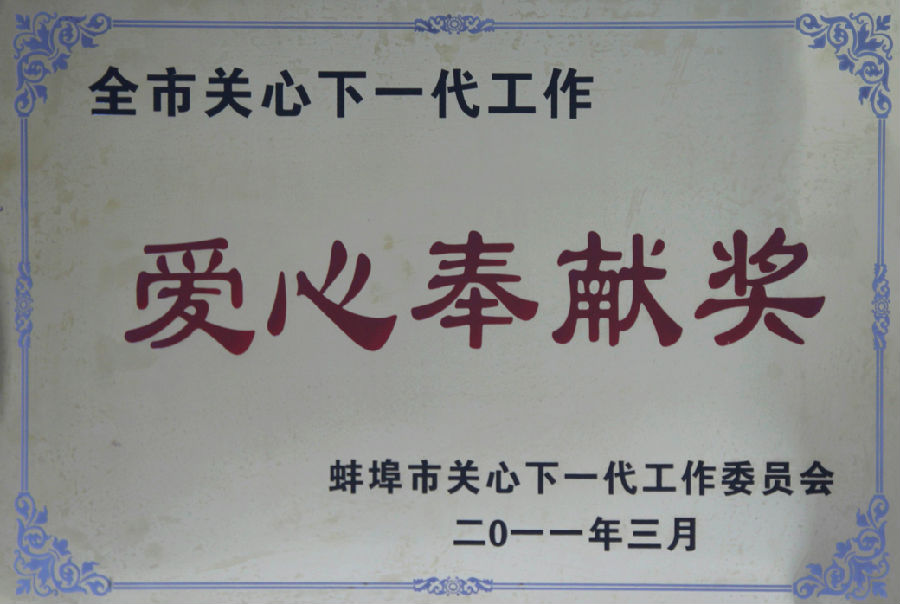 全市关心下一代工作
爱心奉献奖
蚌埠市关心下一代工作委员会
二0一一年三月